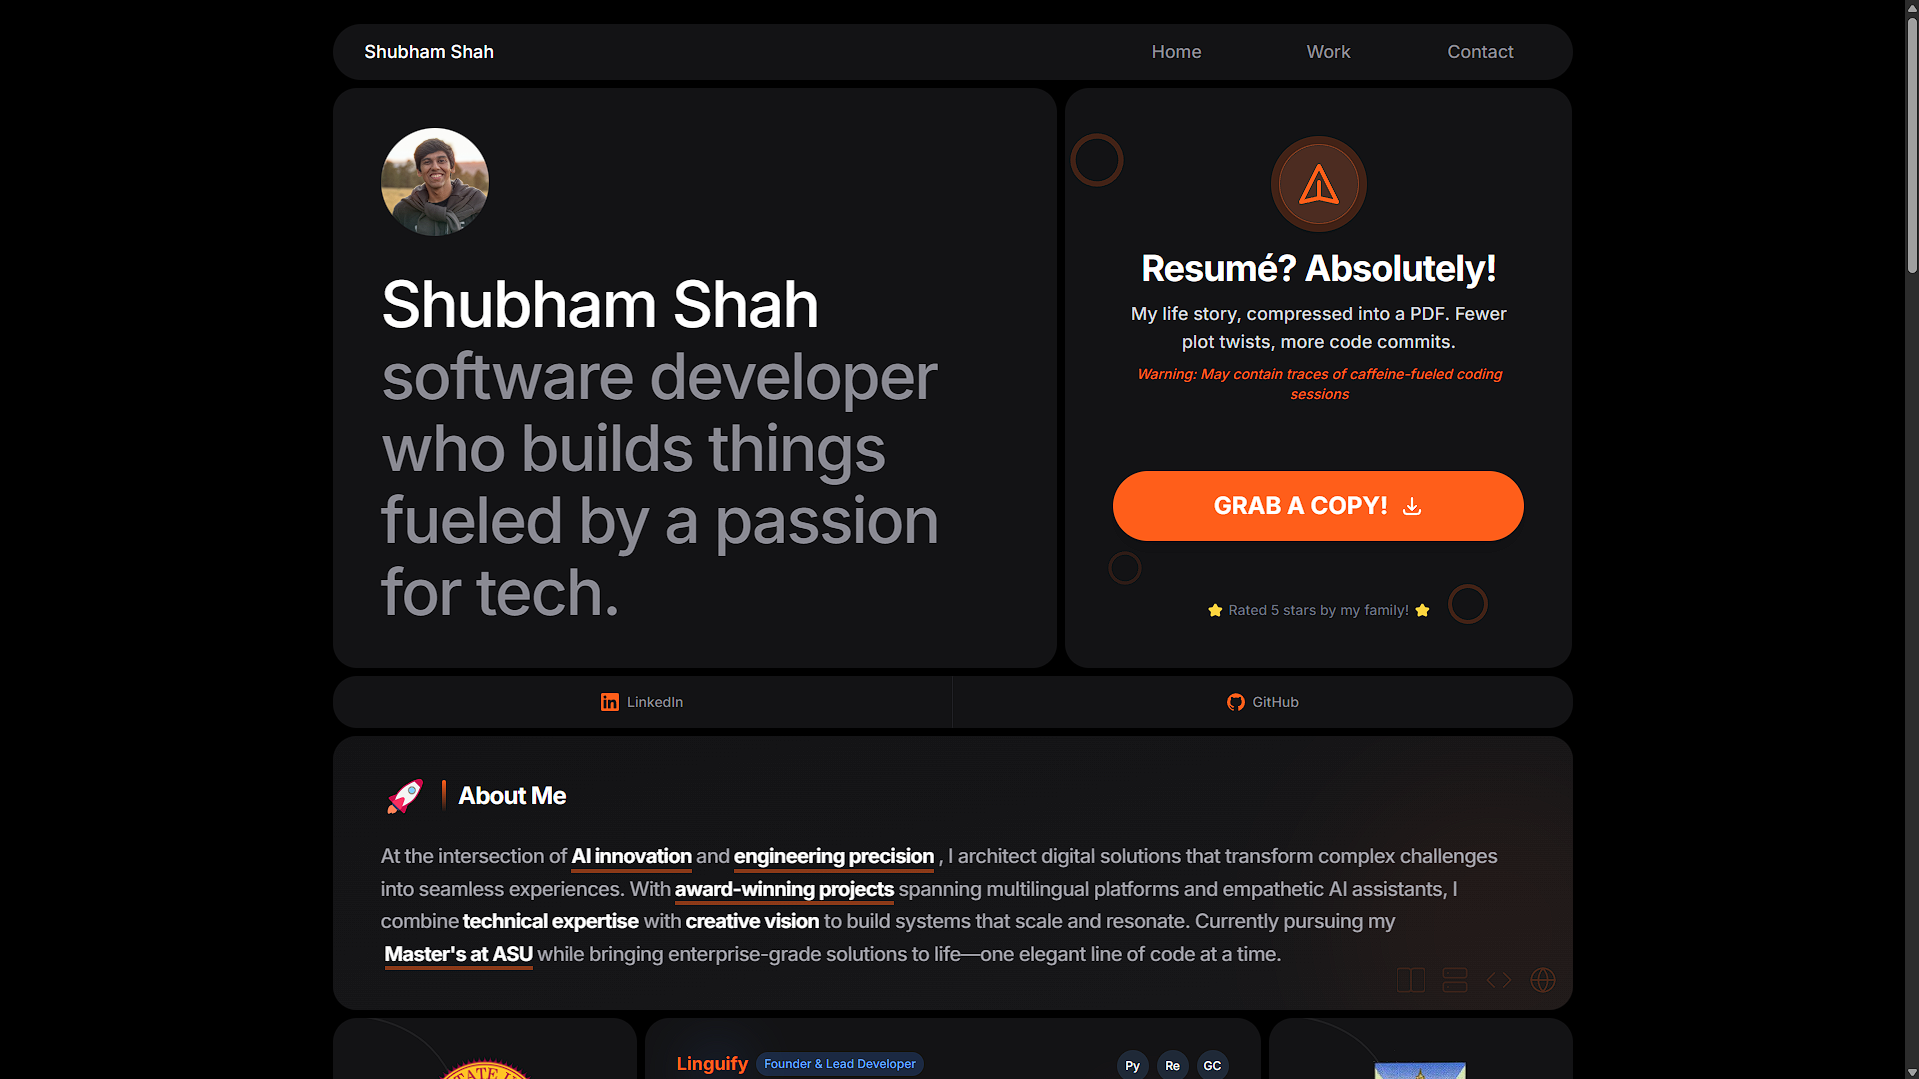 Shubham Shah
Home
Work
Contact
Shubham Shah
software developer
who builds things
fueled by a passion
for tech.
Resumé? Absolutely!
My life story, compressed into a PDF. Fewer
plot twists, more code commits.
Warning: May contain traces of caffeine-fueled coding
sessions
GRAB A COPY!
Rated 5 stars by my family!
LinkedIn
GitHub
About Me
At the intersection of AI innovation and engineering precision , I architect digital solutions that transform complex challenges
into seamless experiences. With award-winning projects spanning multilingual platforms and empathetic AI assistants, I
combine technical expertise with creative vision to build systems that scale and resonate. Currently pursuing my
Master's at ASU while bringing enterprise-grade solutions to life—one elegant line of code at a time.
Linguify
Founder & Lead Developer
Py
Re
GC